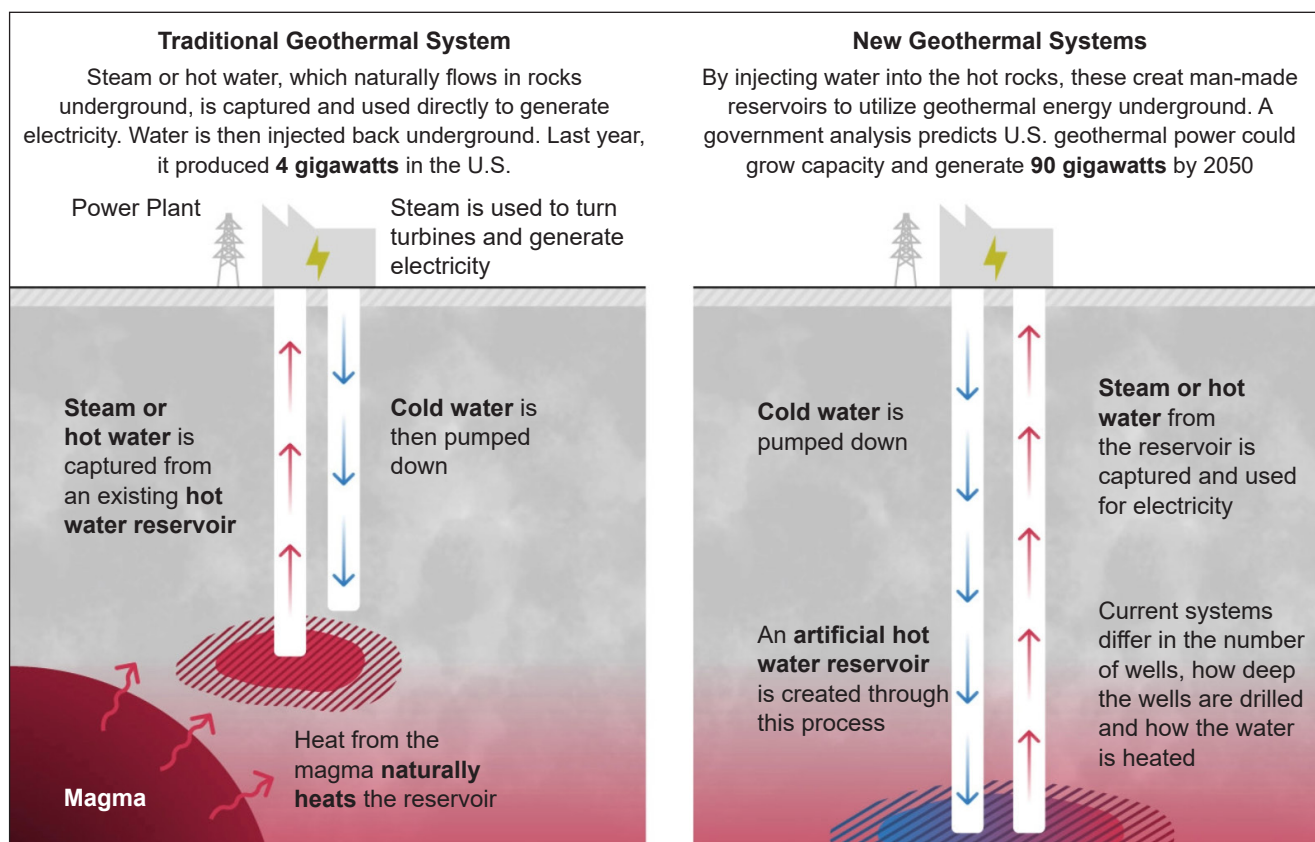 Traditional Geothermal System
Steam or hot water, which naturally flows in rocks
underground, is captured and used directly to generate
electricity. Water is then injected back underground. Last year,
it produced 4 gigawatts in the U.S.
Power Plant
Steam is used to turn
turbines and generate
electricity
Steam or
hot water is
captured from
an existing hot
water reservoir
Cold water is
then pumped
down
Heat from the
magma naturally
heats the reservoir
Magma
New Geothermal Systems
By injecting water into the hot rocks, these creat man-made
reservoirs to utilize geothermal energy underground. A
government analysis predicts U.S. geothermal power could
grow capacity and generate 90 gigawatts by 2050
Cold water is
pumped down
Steam or hot
water from
the reservoir is
captured and used
for electricity
An artificial hot
water reservoir
is created through
this process
Current systems
differ in the number
of wells, how deep
the wells are drilled
and how the water
is heated